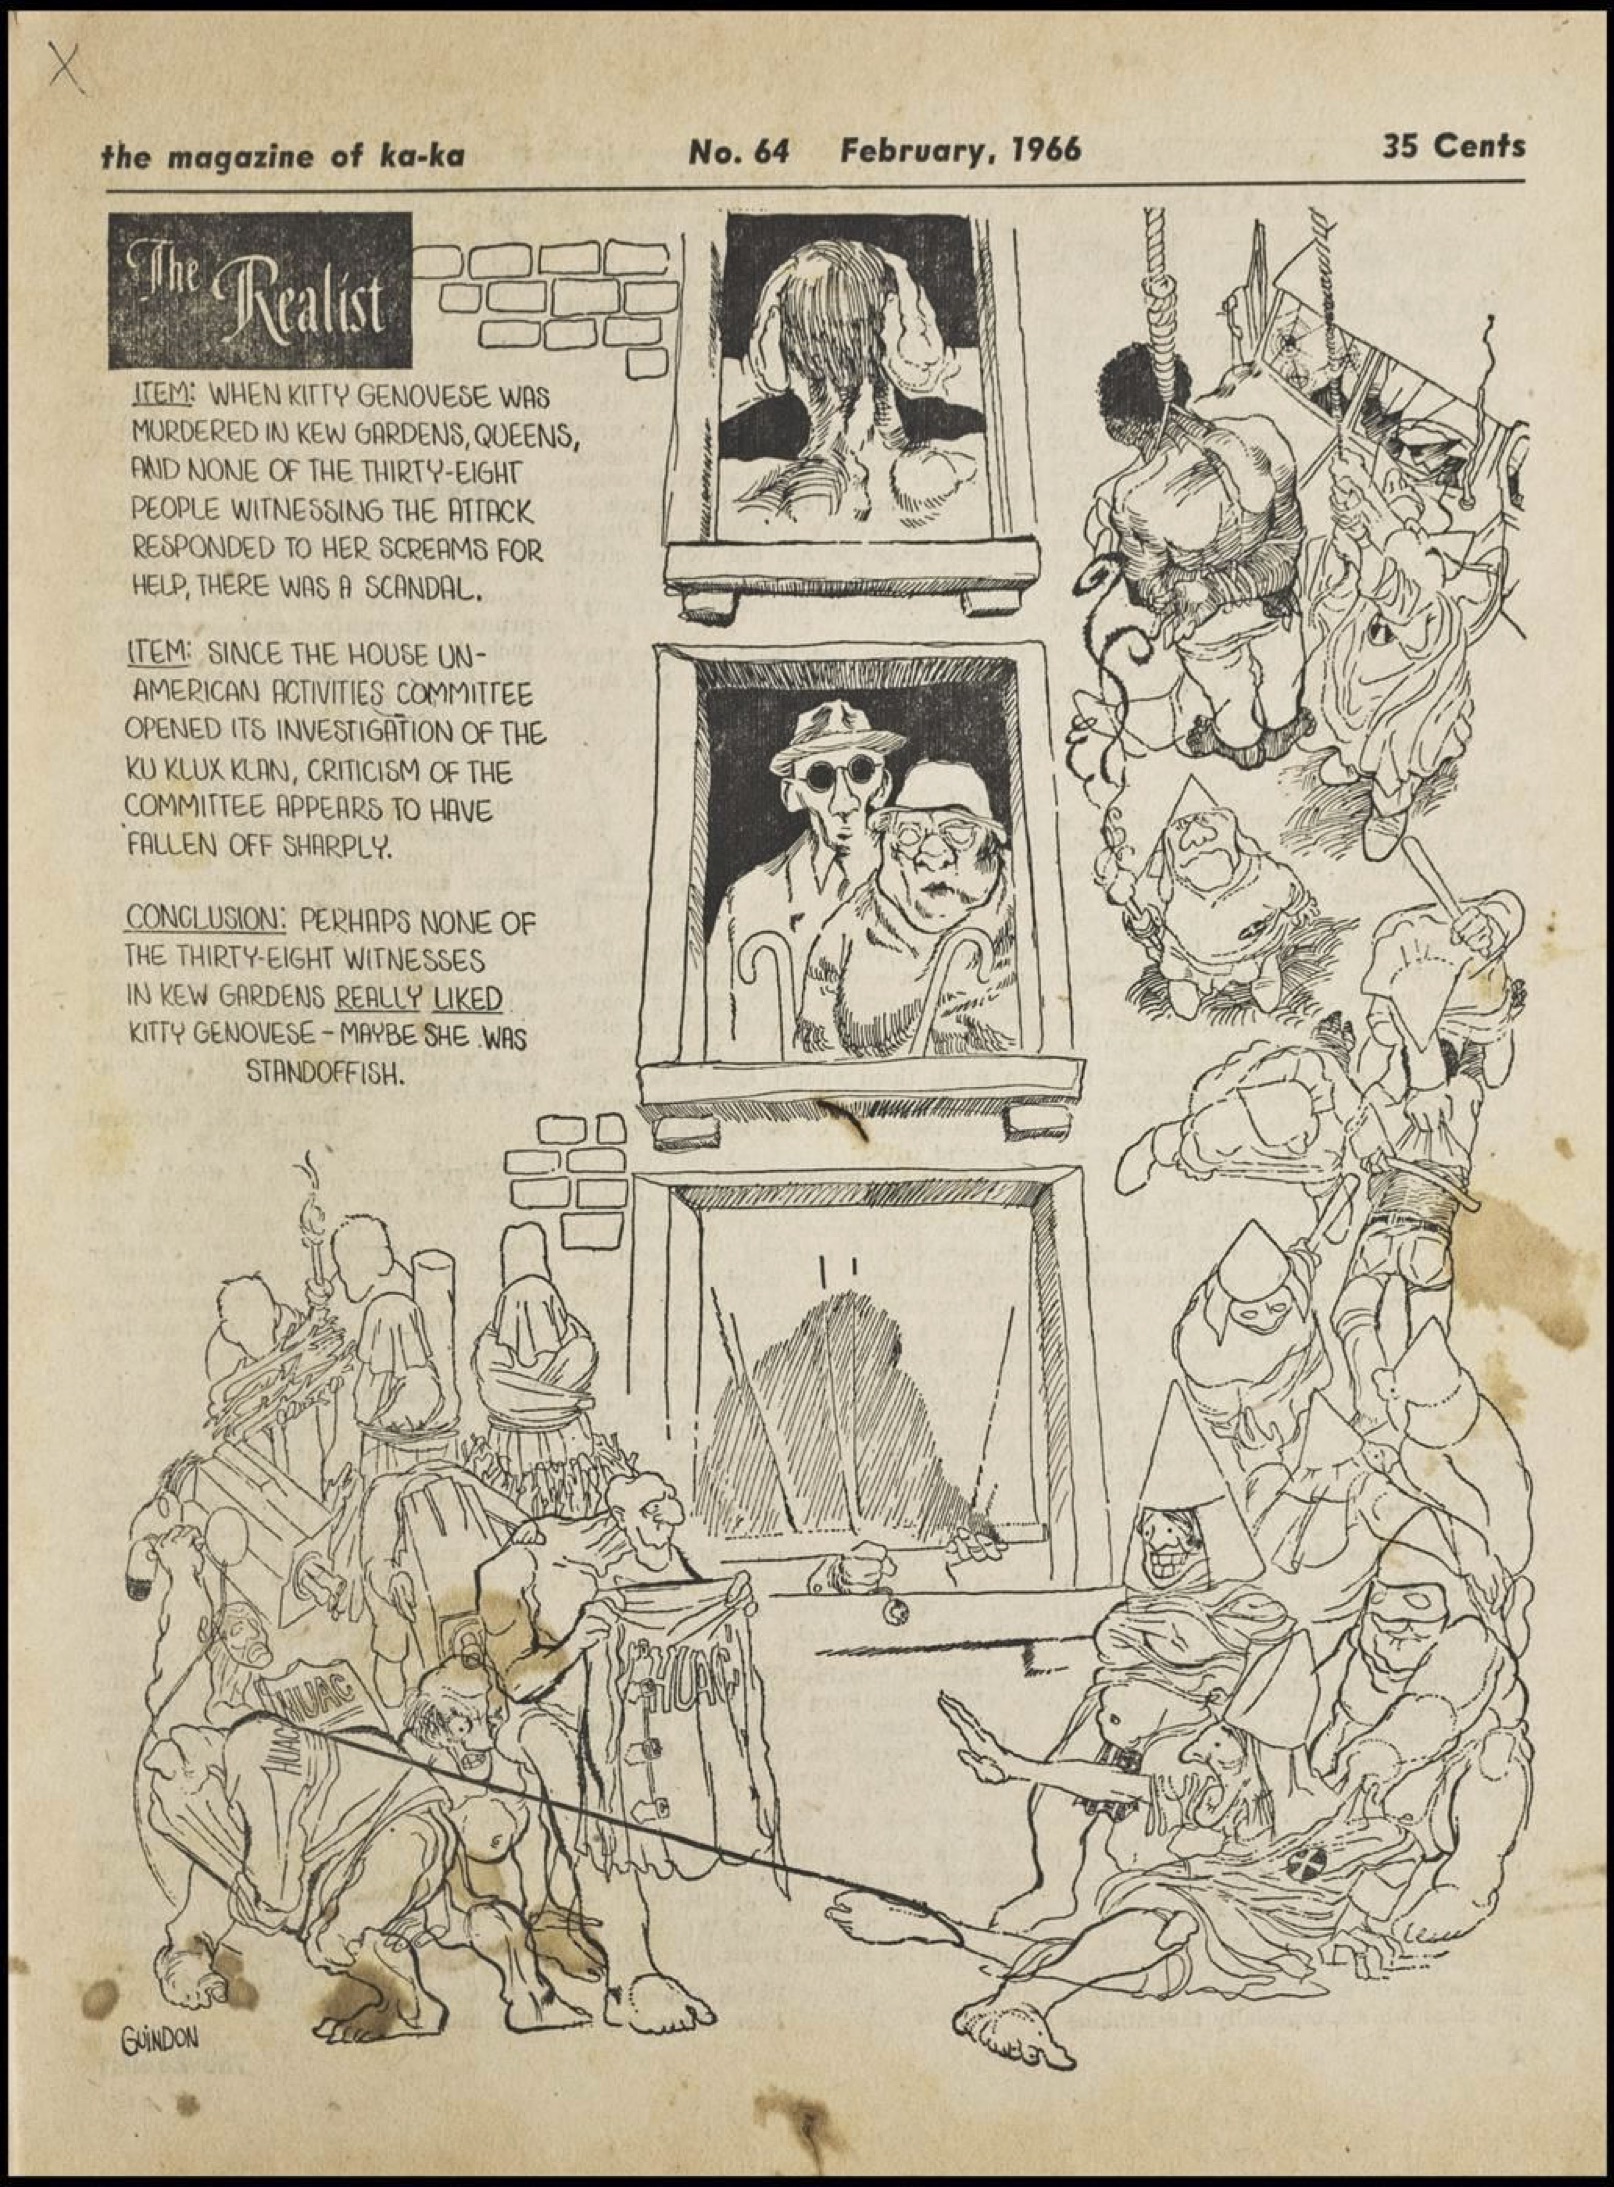 X
the magazine of ka-ka No. 64 February, 1966 35 Cents
The Realist
ITEM: WHEN KITTY GENOVESE WAS
MURDERED IN KEW GARDENS, QUEENS,
AND NONE OF THE THIRTY-EIGHT
PEOPLE WITNESSING THE ATTACK
RESPONDED TO HER SCREAMS FOR
HELP, THERE WAS A SCANDAL.
ITEM: SINCE THE HOUSE UN-
AMERICAN ACTIVITIES COMMITTEE
OPENED ITS INVESTIGATION OF THE
KU KLUX KLAN, CRITICISM OF THE
COMMITTEE APPEARS TO HAVE
FALLEN OFF SHARPLY.
CONCLUSION: PERHAPS NONE OF
THE THIRTY-EIGHT WITNESSES
IN KEW GARDENS REALLY LIKED
KITTY GENOVESE - MAYBE SHE WAS
STANDOFFISH.
HUAC
HUAC
HUAC
GUINDON